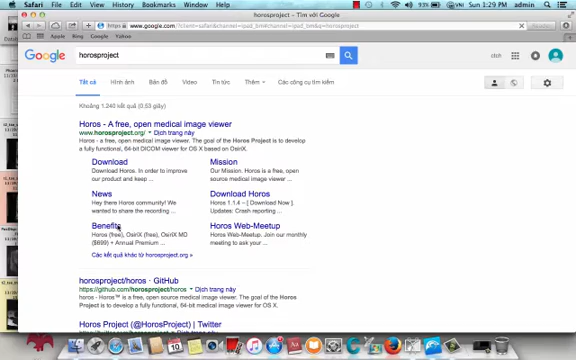 Safari File Edit View History Bookmarks Window Help 93% VNI Sun 1:29 PM admin
horosproject – Tìm với Google
Apple King Google Yahoo
Google horosproject
Tất cả Hình ảnh Bản đồ Video Tin tức Thêm Các công cụ tìm kiếm
Khoảng 1.240 kết quả (0,53 giây)
Horos - A free, open medical image viewer
www.horosproject.org/ Dịch trang này
Horos - A free, open medical image viewer. The goal of the Horos Project is to develop
a fully functional, 64-bit DICOM viewer for OS X based on OsiriX.
Download
Download Horos. In order to improve
our product and keep ...
Mission
Our Mission. Horos is a free, open
source medical image viewer.
News
Hey there Horos community! We
wanted to share the recording ...
Download Horos
Horos 1.1.4 – [ Download Now ].
Updates: Crash reporting ...
Benefits
Horos (free), OsiriX (free), OsiriX MD
($699) + Annual Premium ...
Horos Web-Meetup
Horos Web-Meetup. Join our monthly
meeting to ask your ...
Các kết quả khác từ horosproject.org »
horosproject/horos · GitHub
https://github.com/horosproject/horos Dịch trang này
horos - Horos™ is a free, open source medical image viewer. The goal of the
Horos Project is to develop a fully functional, 64-bit medical image viewer for OS X.
Horos Project (@HorosProject) | Twitter